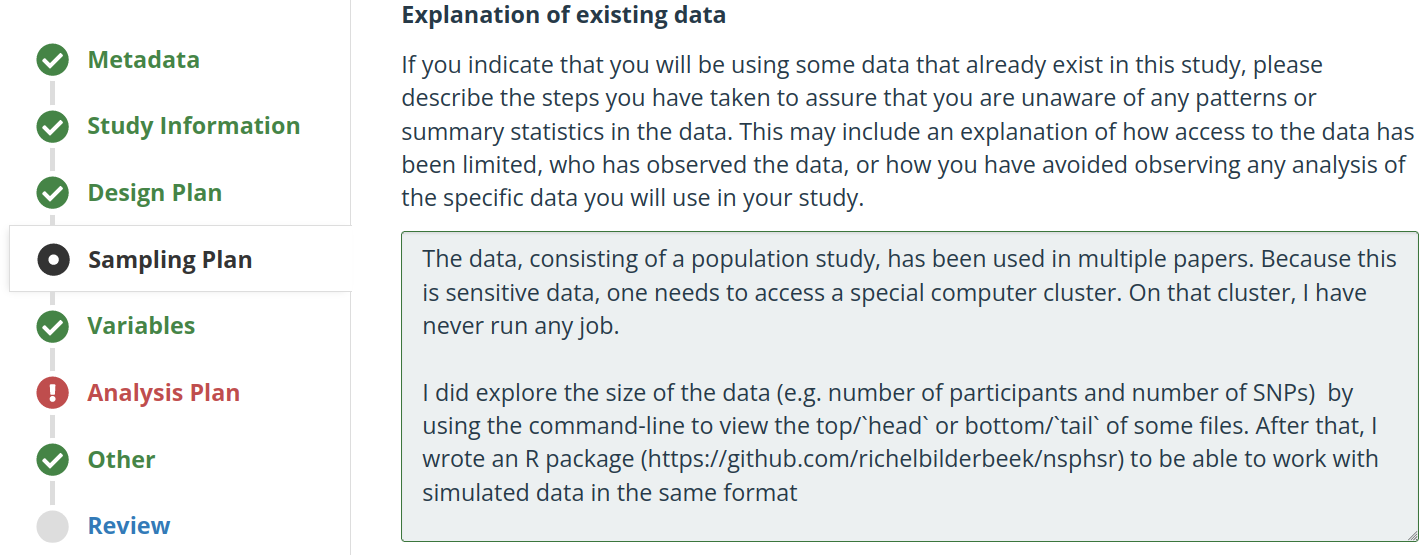 Metadata
Study Information
Design Plan
Sampling Plan
Variables
Analysis Plan
Other
Review
Explanation of existing data
If you indicate that you will be using some data that already exist in this study, please
describe the steps you have taken to assure that you are unaware of any patterns or
summary statistics in the data. This may include an explanation of how access to the data has
been limited, who has observed the data, or how you have avoided observing any analysis of
the specific data you will use in your study.
The data, consisting of a population study, has been used in multiple papers. Because this
is sensitive data, one needs to access a special computer cluster. On that cluster, I have
never run any job.
I did explore the size of the data (e.g. number of participants and number of SNPs)  by
using the command-line to view the top/`head` or bottom/`tail` of some files. After that, I
wrote an R package (https://github.com/richelbilderbeek/nsphsr) to be able to work with
simulated data in the same format